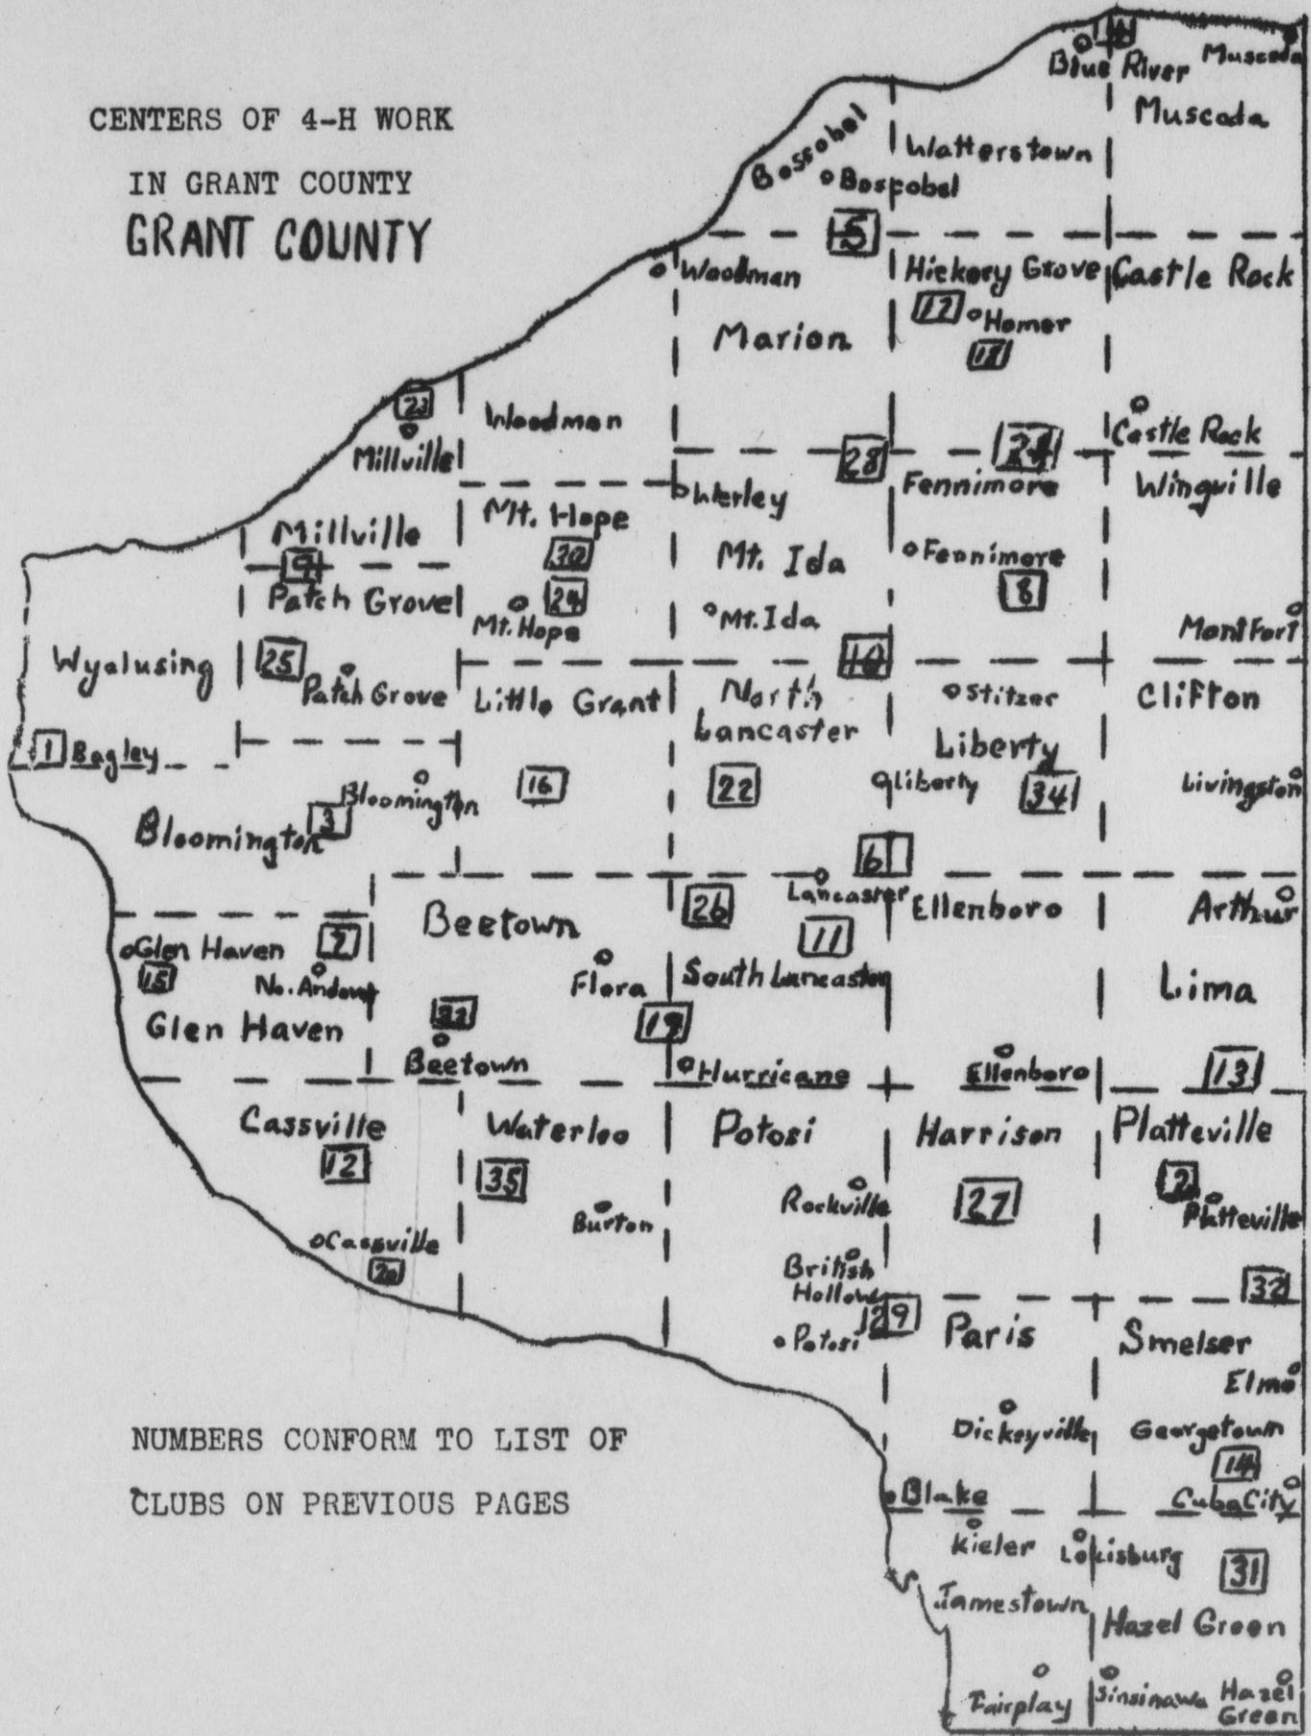 CENTERS OF 4-H WORK
IN GRANT COUNTY
GRANT COUNTY
Blue River
4
Muscoda
Muscoda
Boscobel
Boscobel
Watterstown
5
Woodman
Marion
Hickory Grove
17
Homer
Castle Rock
Castle Rock
23
Millville
Woodman
28
Werley
Fennimore
Wingville
Millville
9
Patch Grove
Mt. Hope
30
24
Mt. Hope
Mt. Ida
Mt. Ida
Fennimore
8
Montfort
Wyalusing
25
Patch Grove
Little Grant
10
North
Lancaster
Stitzer
Liberty
Clifton
1
Bagley
Bloomington
3
Bloomington
16
22
Liberty
34
Livingston
6
Lancaster
26
11
Ellenboro
Arthur
Beetown
Glen Haven
7
15
No. Andover
Glen Haven
Flora
South Lancaster
Lima
19
Beetown
Hurricane
Ellenboro
13
Cassville
12
Waterloo
35
Potosi
Harrison
27
Platteville
2
Platteville
Rockville
Burton
Cassville
20
British
Hollow
29
Potosi
32
Paris
Smelser
Elmo
Dickeyville
Georgetown
14
Blake
Cuba City
Kieler
Louisburg
31
Jamestown
Hazel Green
Fairplay
Sinsinawa
Hazel
Green
NUMBERS CONFORM TO LIST OF
CLUBS ON PREVIOUS PAGES